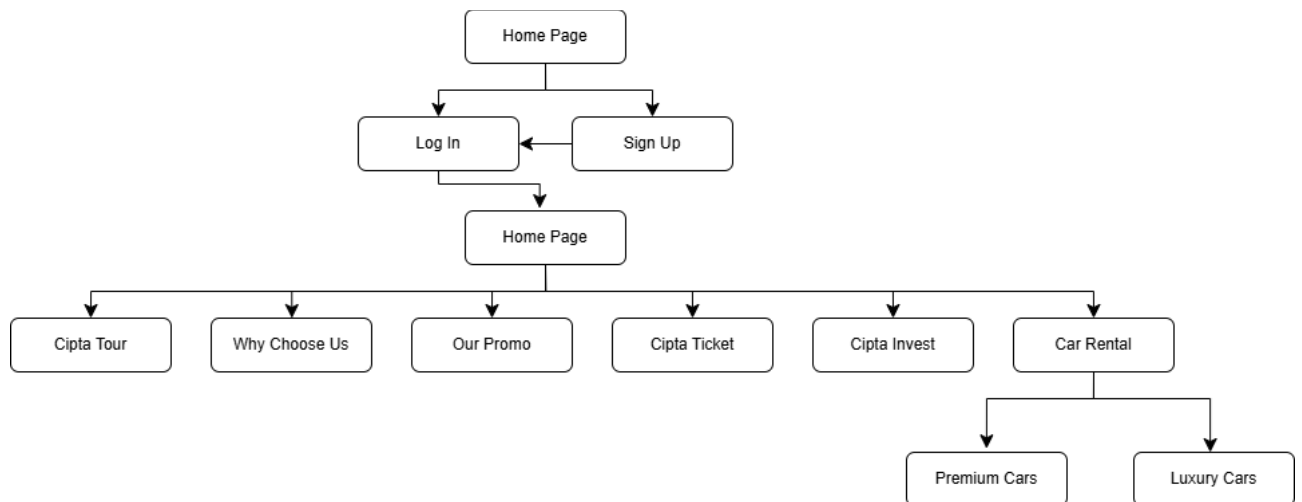 Home Page
Log In
Sign Up
Home Page
Cipta Tour
Why Choose Us
Our Promo
Cipta Ticket
Cipta Invest
Car Rental
Premium Cars
Luxury Cars